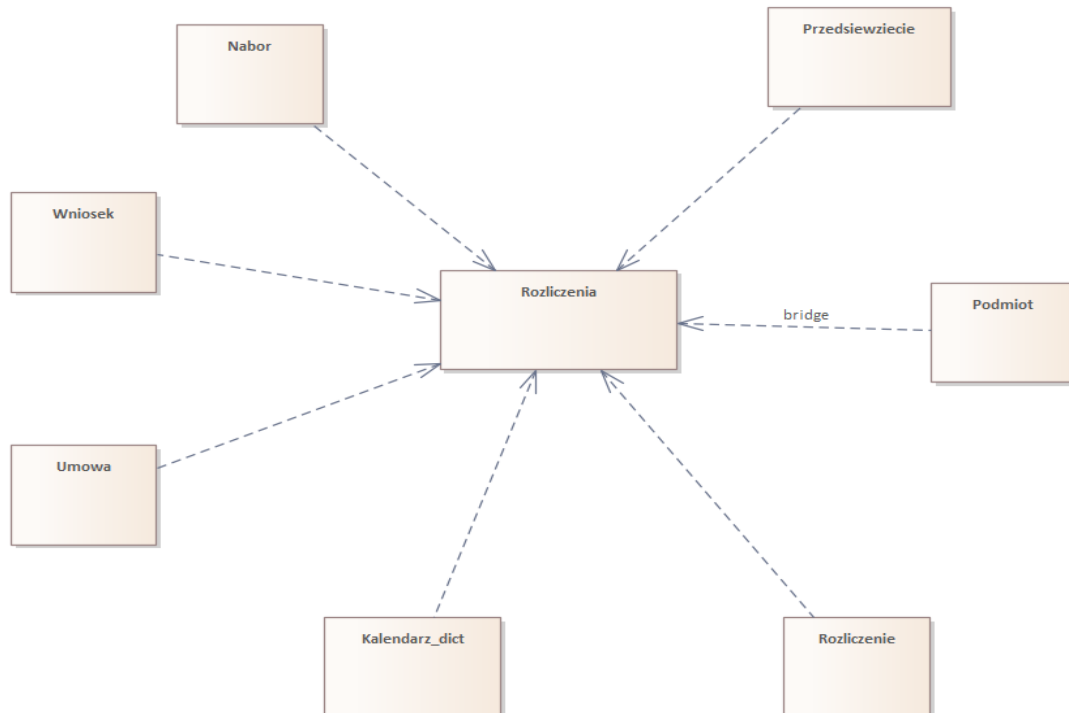 Nabor
Przedsiewziecie
Wniosek
Rozliczenia
bridge
Podmiot
Umowa
Kalendarz_dict
Rozliczenie